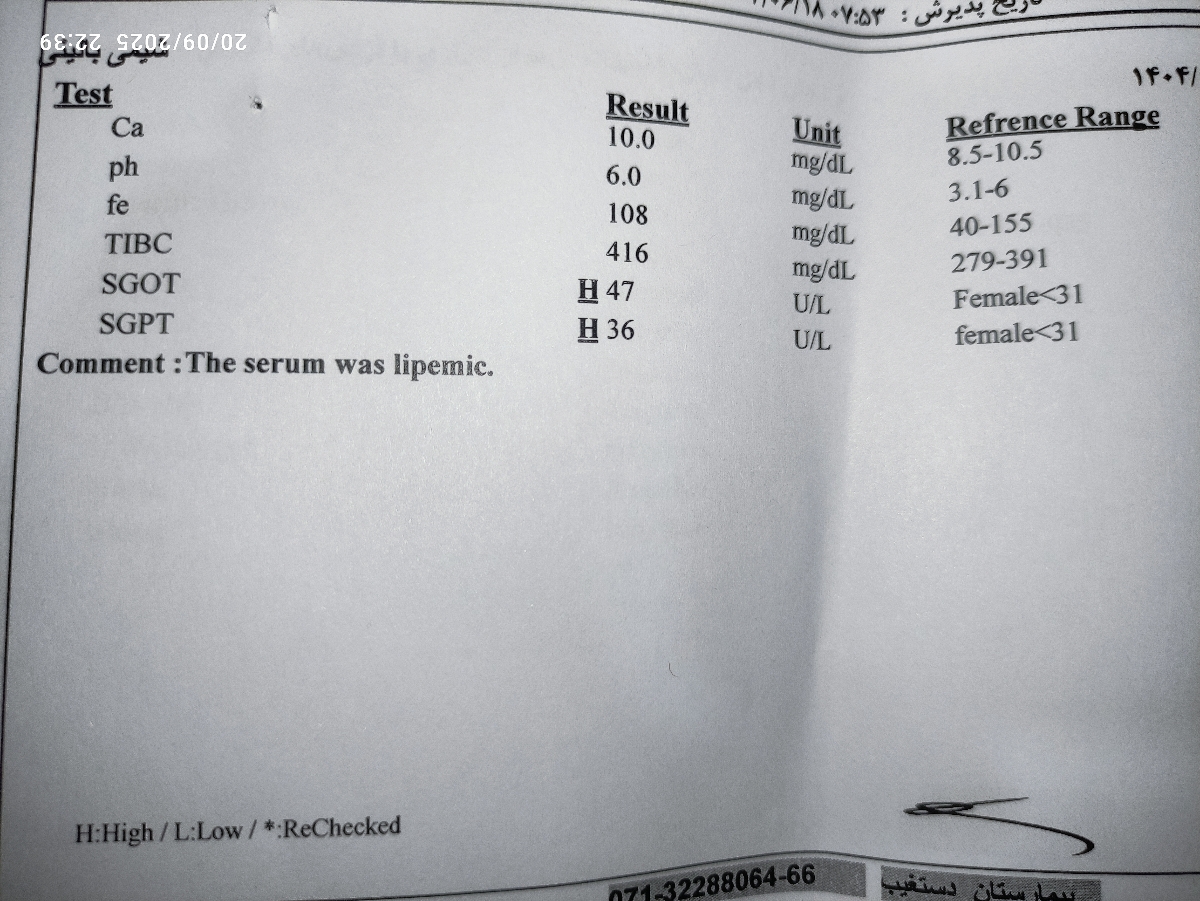 تاریخ پذیرش : ۰۷:۵۳
20/09/2025 22:39
شیمی بالینی
۱۴۰۴/
Test Result Unit Refrence Range
Ca 10.0 mg/dL 8.5-10.5
ph 6.0 mg/dL 3.1-6
fe 108 mg/dL 40-155
TIBC 416 mg/dL 279-391
SGOT H 47 U/L Female<31
SGPT H 36 U/L female<31
Comment :The serum was lipemic.
H:High / L:Low / *:ReChecked
071-32288064-66
بیمارستان دستغیب